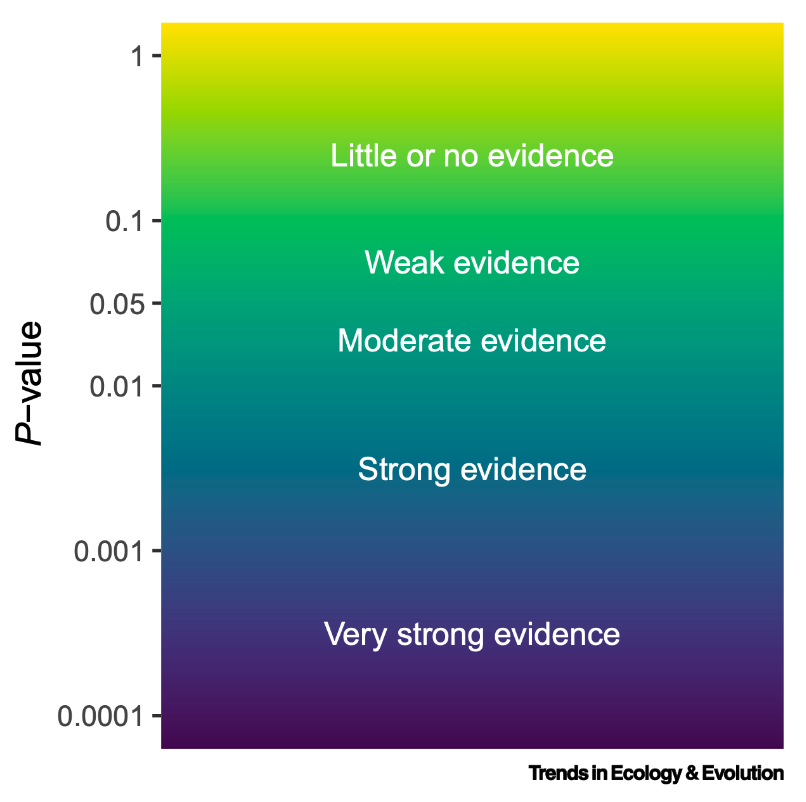 1
Little or no evidence
0.1
Weak evidence
0.05
Moderate evidence
0.01
P–value
Strong evidence
0.001
Very strong evidence
0.0001
Trends in Ecology & Evolution